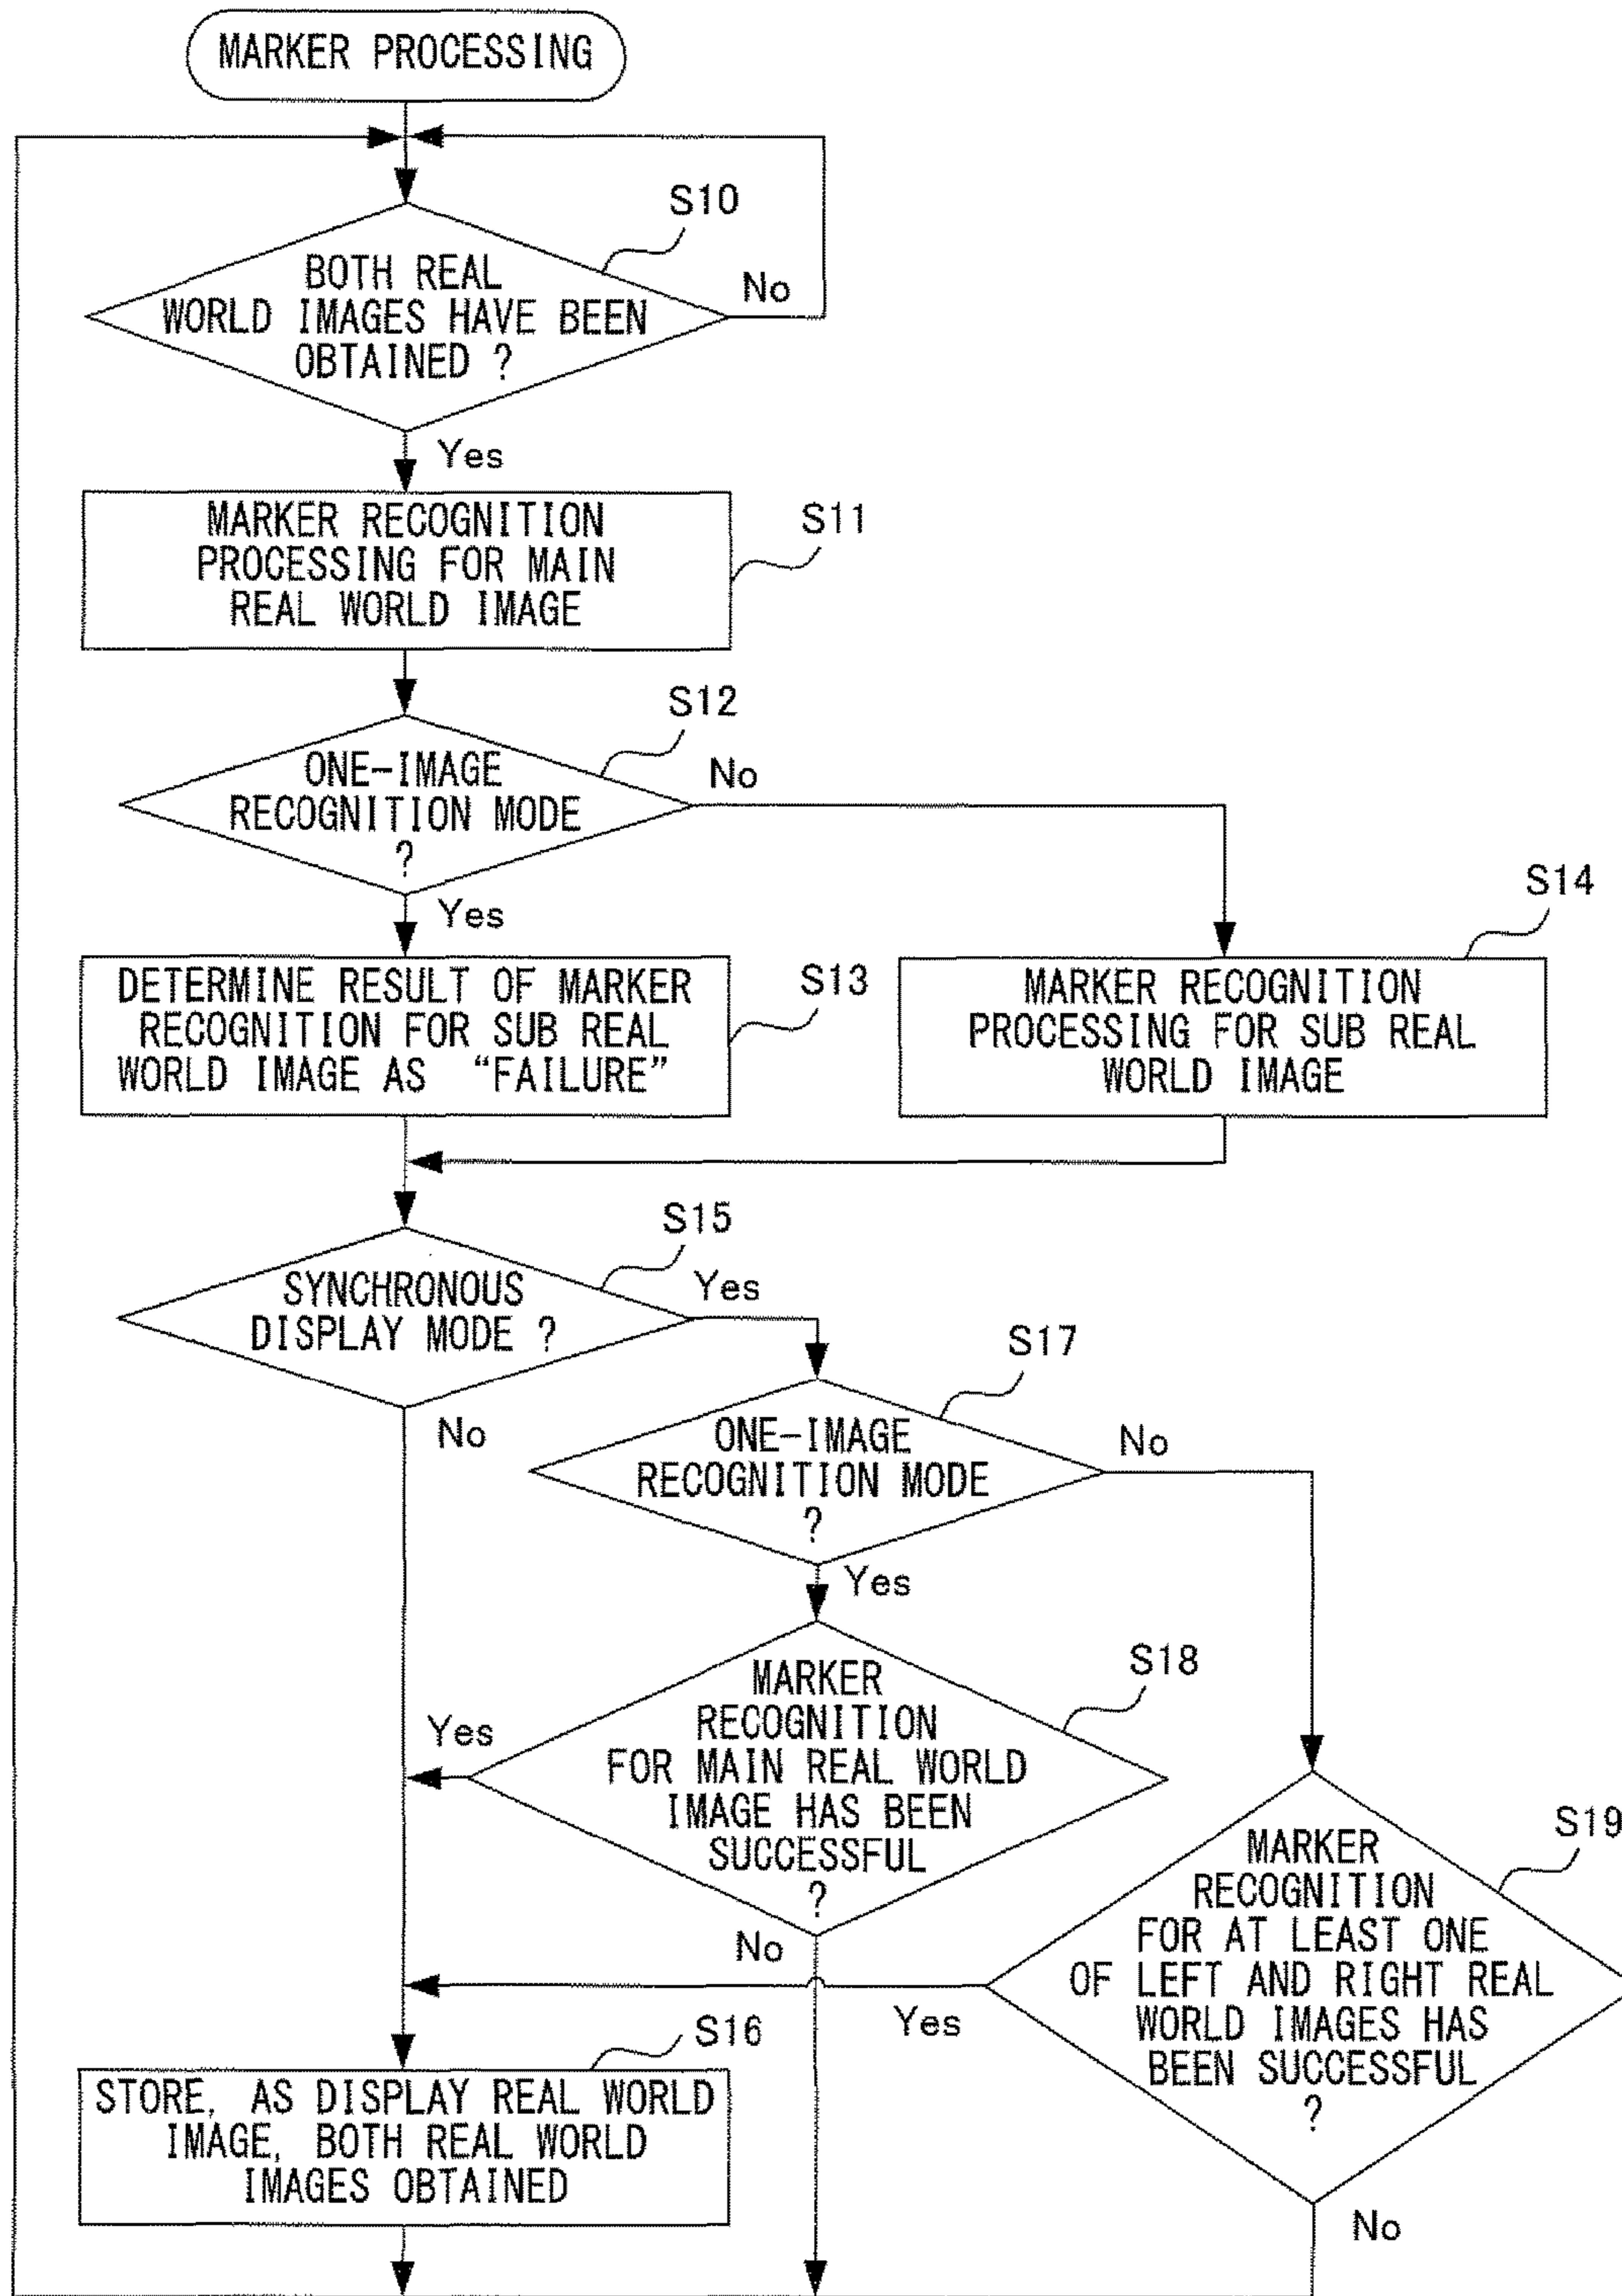 MARKER PROCESSING
S10
BOTH REAL
WORLD IMAGES HAVE BEEN
OBTAINED ?
No
Yes
MARKER RECOGNITION
PROCESSING FOR MAIN
REAL WORLD IMAGE
S11
S12
ONE-IMAGE
RECOGNITION MODE
?
No
Yes
DETERMINE RESULT OF MARKER
RECOGNITION FOR SUB REAL
WORLD IMAGE AS “FAILURE”
S13
S14
MARKER RECOGNITION
PROCESSING FOR SUB REAL
WORLD IMAGE
S15
SYNCHRONOUS
DISPLAY MODE ?
Yes
No
S17
ONE-IMAGE
RECOGNITION MODE
?
No
Yes
S18
MARKER
RECOGNITION
FOR MAIN REAL WORLD
IMAGE HAS BEEN
SUCCESSFUL
?
Yes
No
S19
MARKER
RECOGNITION
FOR AT LEAST ONE
OF LEFT AND RIGHT REAL
WORLD IMAGES HAS
BEEN SUCCESSFUL
?
Yes
No
S16
STORE, AS DISPLAY REAL WORLD
IMAGE, BOTH REAL WORLD
IMAGES OBTAINED